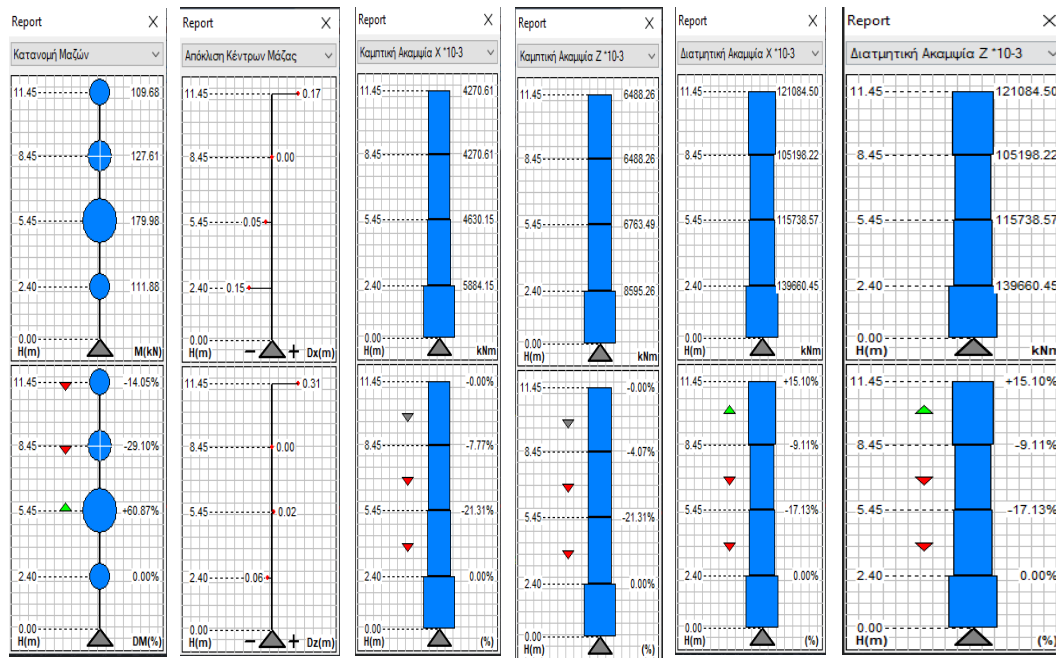 Report X
Κατανομή Μαζών
11.45 109.68
8.45 127.61
5.45 179.98
2.40 111.88
0.00
H(m) M(kN)
11.45 -14.05%
8.45 -29.10%
5.45 +60.87%
2.40 0.00%
0.00
H(m) DM(%)
Report X
Απόκλιση Κέντρων Μάζας
11.45 0.17
8.45 0.00
5.45 0.05
2.40 0.15
0.00
H(m) − + Dx(m)
11.45 0.31
8.45 0.00
5.45 0.02
2.40 0.06
0.00
H(m) − + Dz(m)
Report X
Καμπτική Ακαμψία X *10-3
11.45 4270.61
8.45 4270.61
5.45 4630.15
2.40 5884.15
0.00
H(m) kNm
11.45 -0.00%
8.45 -7.77%
5.45 -21.31%
2.40 0.00%
0.00
H(m) (%)
Report X
Καμπτική Ακαμψία Z *10-3
11.45 6488.26
8.45 6488.26
5.45 6763.49
2.40 8595.26
0.00
H(m) kNm
11.45 -0.00%
8.45 -4.07%
5.45 -21.31%
2.40 0.00%
0.00
H(m) (%)
Report X
Διατμητική Ακαμψία X *10-3
11.45 121084.50
8.45 105198.22
5.45 115738.57
2.40 139660.45
0.00
H(m) kNm
11.45 +15.10%
8.45 -9.11%
5.45 -17.13%
2.40 0.00%
0.00
H(m) (%)
Report X
Διατμητική Ακαμψία Z *10-3
11.45 121084.50
8.45 105198.22
5.45 115738.57
2.40 139660.45
0.00
H(m) kNm
11.45 +15.10%
8.45 -9.11%
5.45 -17.13%
2.40 0.00%
0.00
H(m) (%)